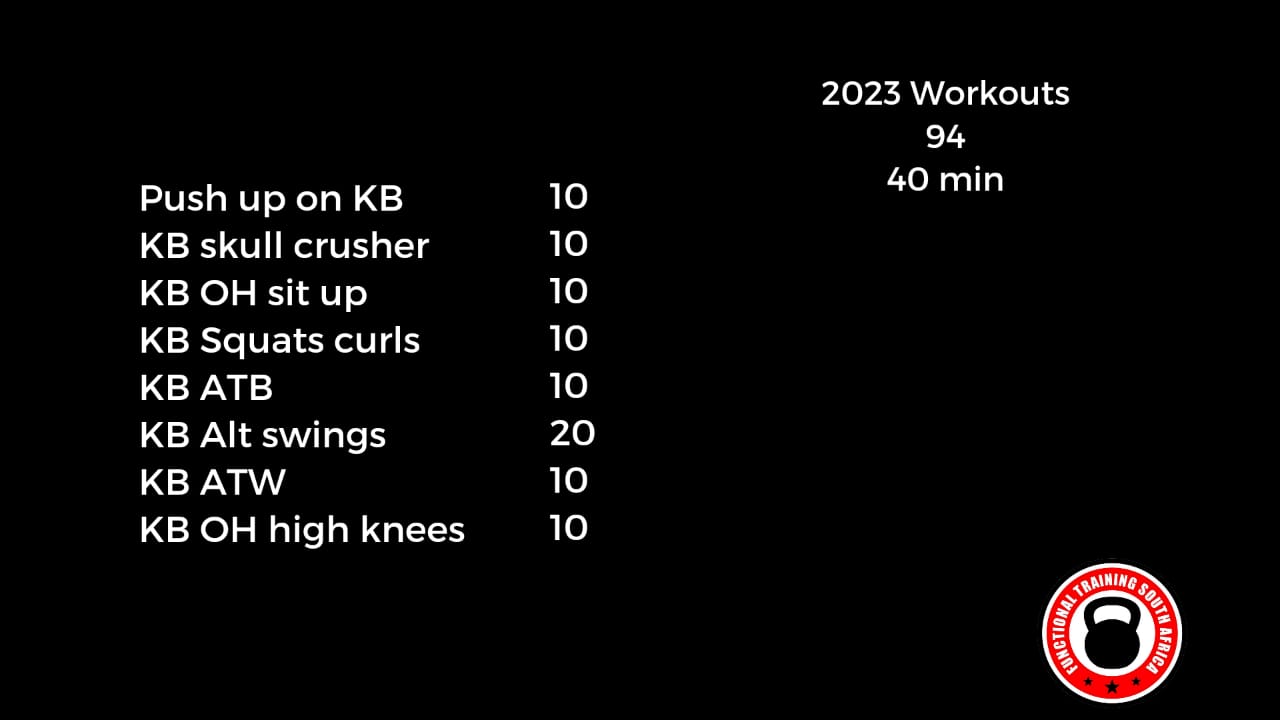 2023 Workouts
94
40 min
Push up on KB 10
KB skull crusher 10
KB OH sit up 10
KB Squats curls 10
KB ATB 10
KB Alt swings 20
KB ATW 10
KB OH high knees 10
FUNCTIONAL TRAINING SOUTH AFRICA